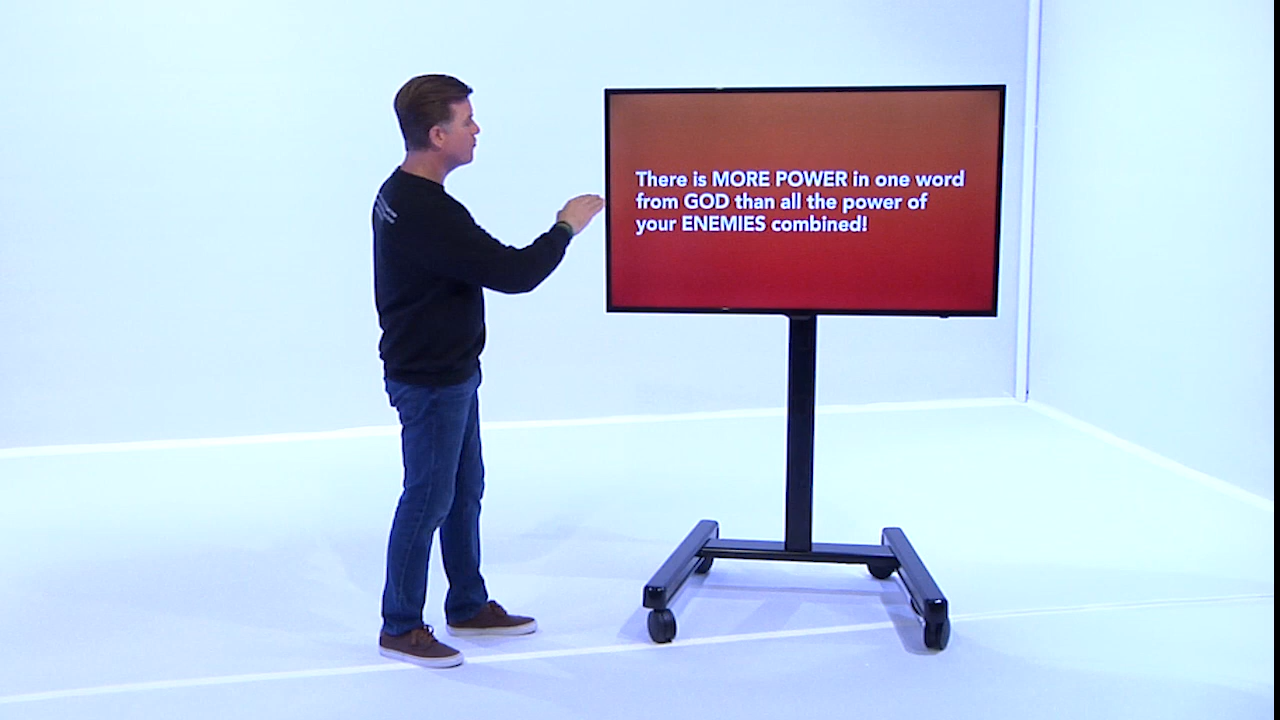 There is MORE POWER in one word
from GOD than all the power of
your ENEMIES combined!